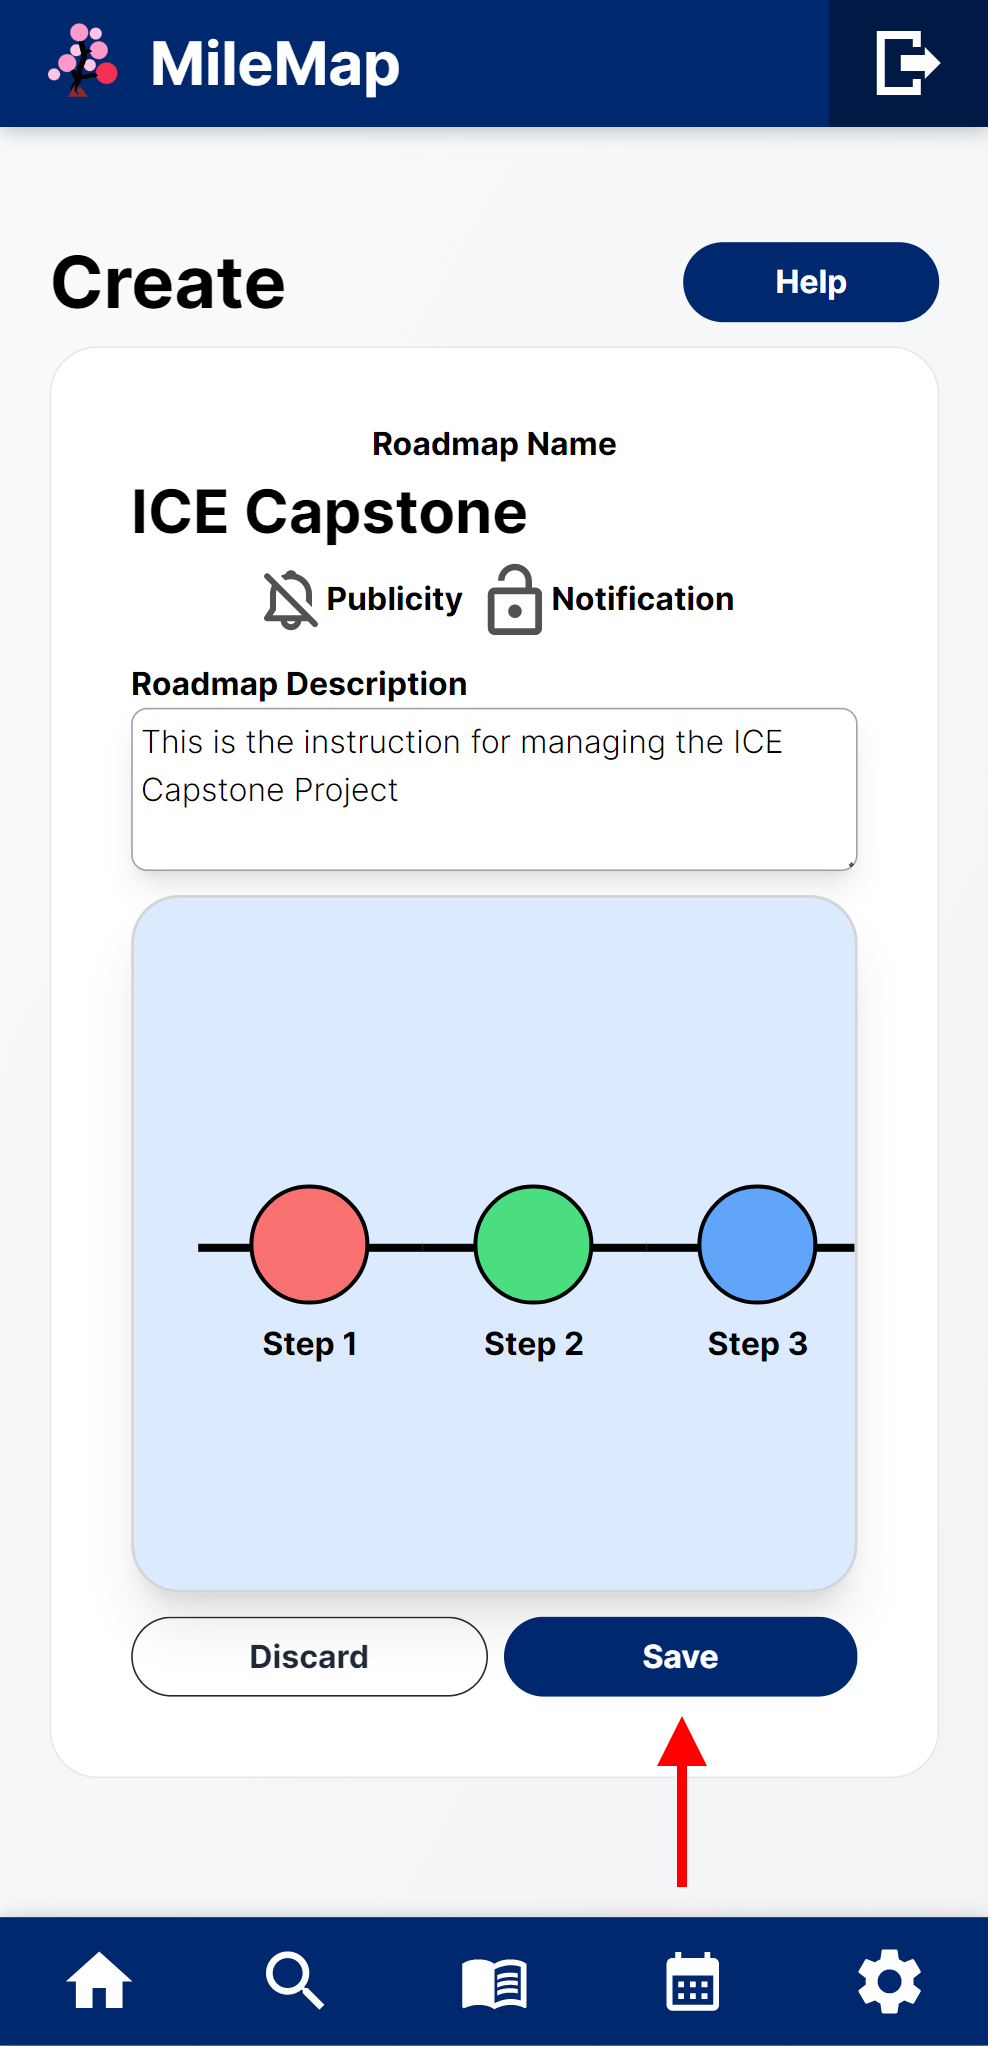 MileMap
Create
Help
Roadmap Name
ICE Capstone
Publicity Notification
Roadmap Description
This is the instruction for managing the ICE
Capstone Project
Step 1 Step 2 Step 3
Discard Save